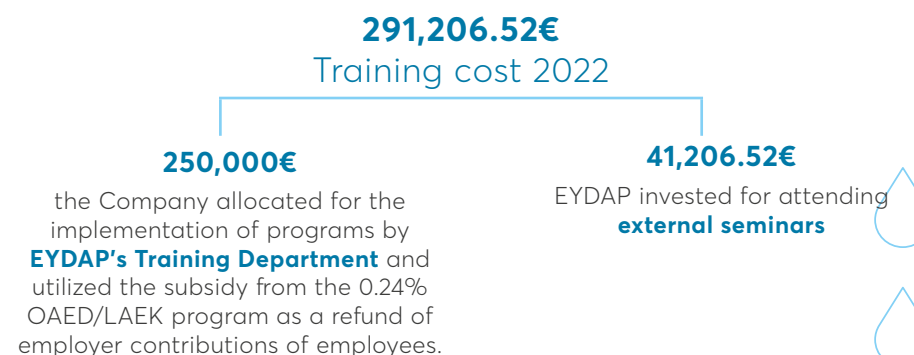 291,206.52€
Training cost 2022
250,000€
the Company allocated for the
implementation of programs by
EYDAP's Training Department and
utilized the subsidy from the 0.24%
OAED/LAEK program as a refund of
employer contributions of employees.
41,206.52€
EYDAP invested for attending
external seminars